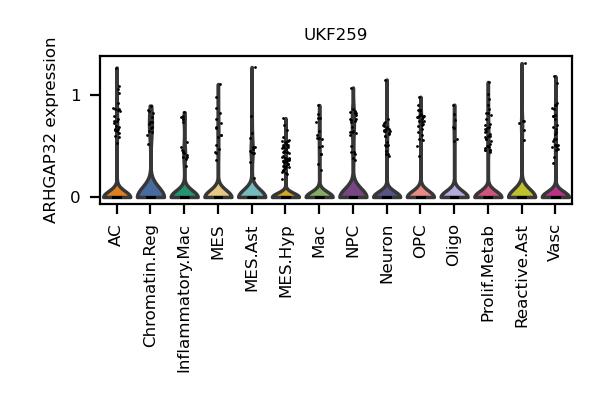 UKF259
ARHGAP32 expression
1
0
AC
Chromatin.Reg
Inflammatory.Mac
MES
MES.Ast
MES.Hyp
Mac
NPC
Neuron
OPC
Oligo
Prolif.Metab
Reactive.Ast
Vasc